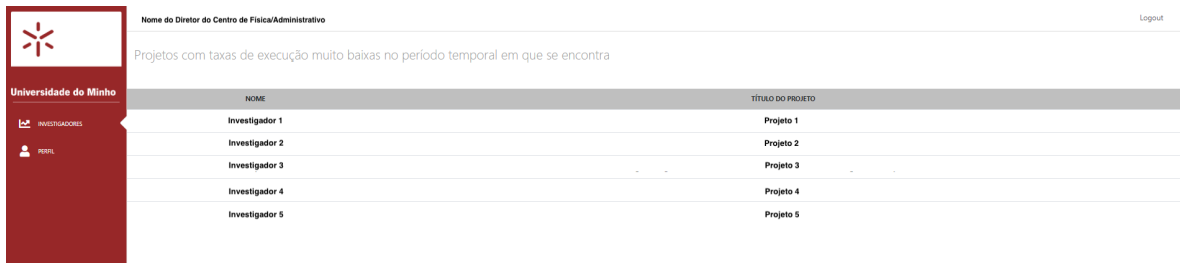 Nome do Diretor do Centro de Física/Administrativo
Logout
Projetos com taxas de execução muito baixas no período temporal em que se encontra
Universidade do Minho
INVESTIGADORES
PERFIL
NOME TÍTULO DO PROJETO
Investigador 1 Projeto 1
Investigador 2 Projeto 2
Investigador 3 Projeto 3
Investigador 4 Projeto 4
Investigador 5 Projeto 5